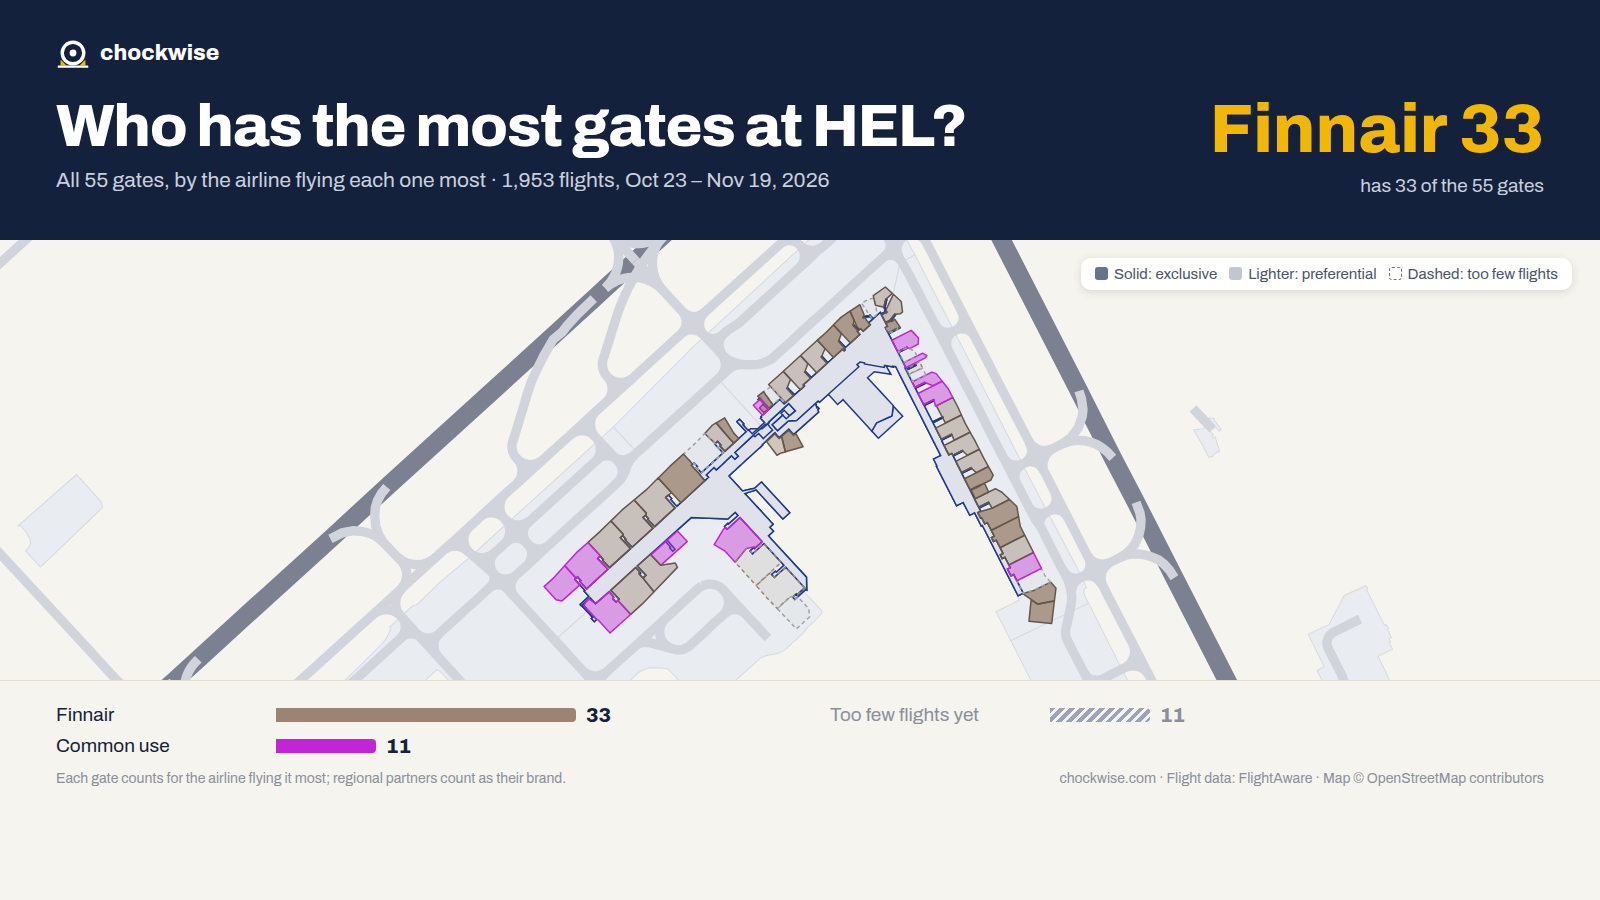 chockwise
Who has the most gates at HEL?
All 55 gates, by the airline flying each one most · 1,953 flights, Oct 23 – Nov 19, 2026
Finnair 33
has 33 of the 55 gates
Solid: exclusive
Lighter: preferential
Dashed: too few flights
Finnair 33
Common use 11
Too few flights yet 11
Each gate counts for the airline flying it most; regional partners count as their brand.
chockwise.com · Flight data: FlightAware · Map © OpenStreetMap contributors